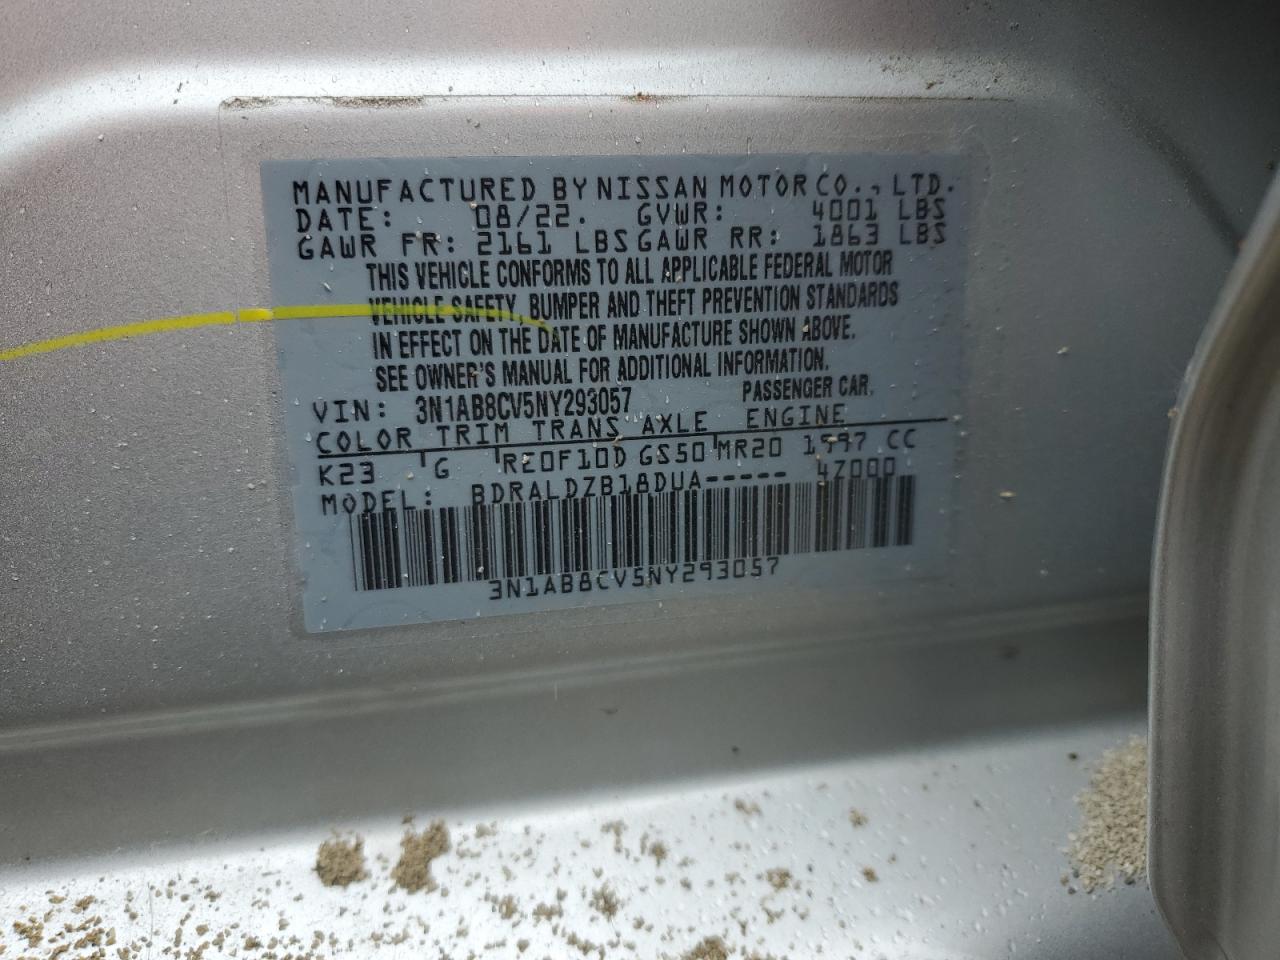 MANUFACTURED BY NISSAN MOTOR CO., LTD.
DATE: 08/22. GVWR: 4001 LBS
GAWR FR: 2161 LBS GAWR RR: 1863 LBS
THIS VEHICLE CONFORMS TO ALL APPLICABLE FEDERAL MOTOR
VEHICLE SAFETY, BUMPER AND THEFT PREVENTION STANDARDS
IN EFFECT ON THE DATE OF MANUFACTURE SHOWN ABOVE.
SEE OWNER'S MANUAL FOR ADDITIONAL INFORMATION.
VIN: 3N1AB8CV5NY293057 PASSENGER CAR.
COLOR TRIM TRANS AXLE ENGINE
K23 G RE0F10D GS50 MR20 1997 CC
MODEL: BDRALDZB18DUA----- 4Z000
3N1AB8CV5NY293057